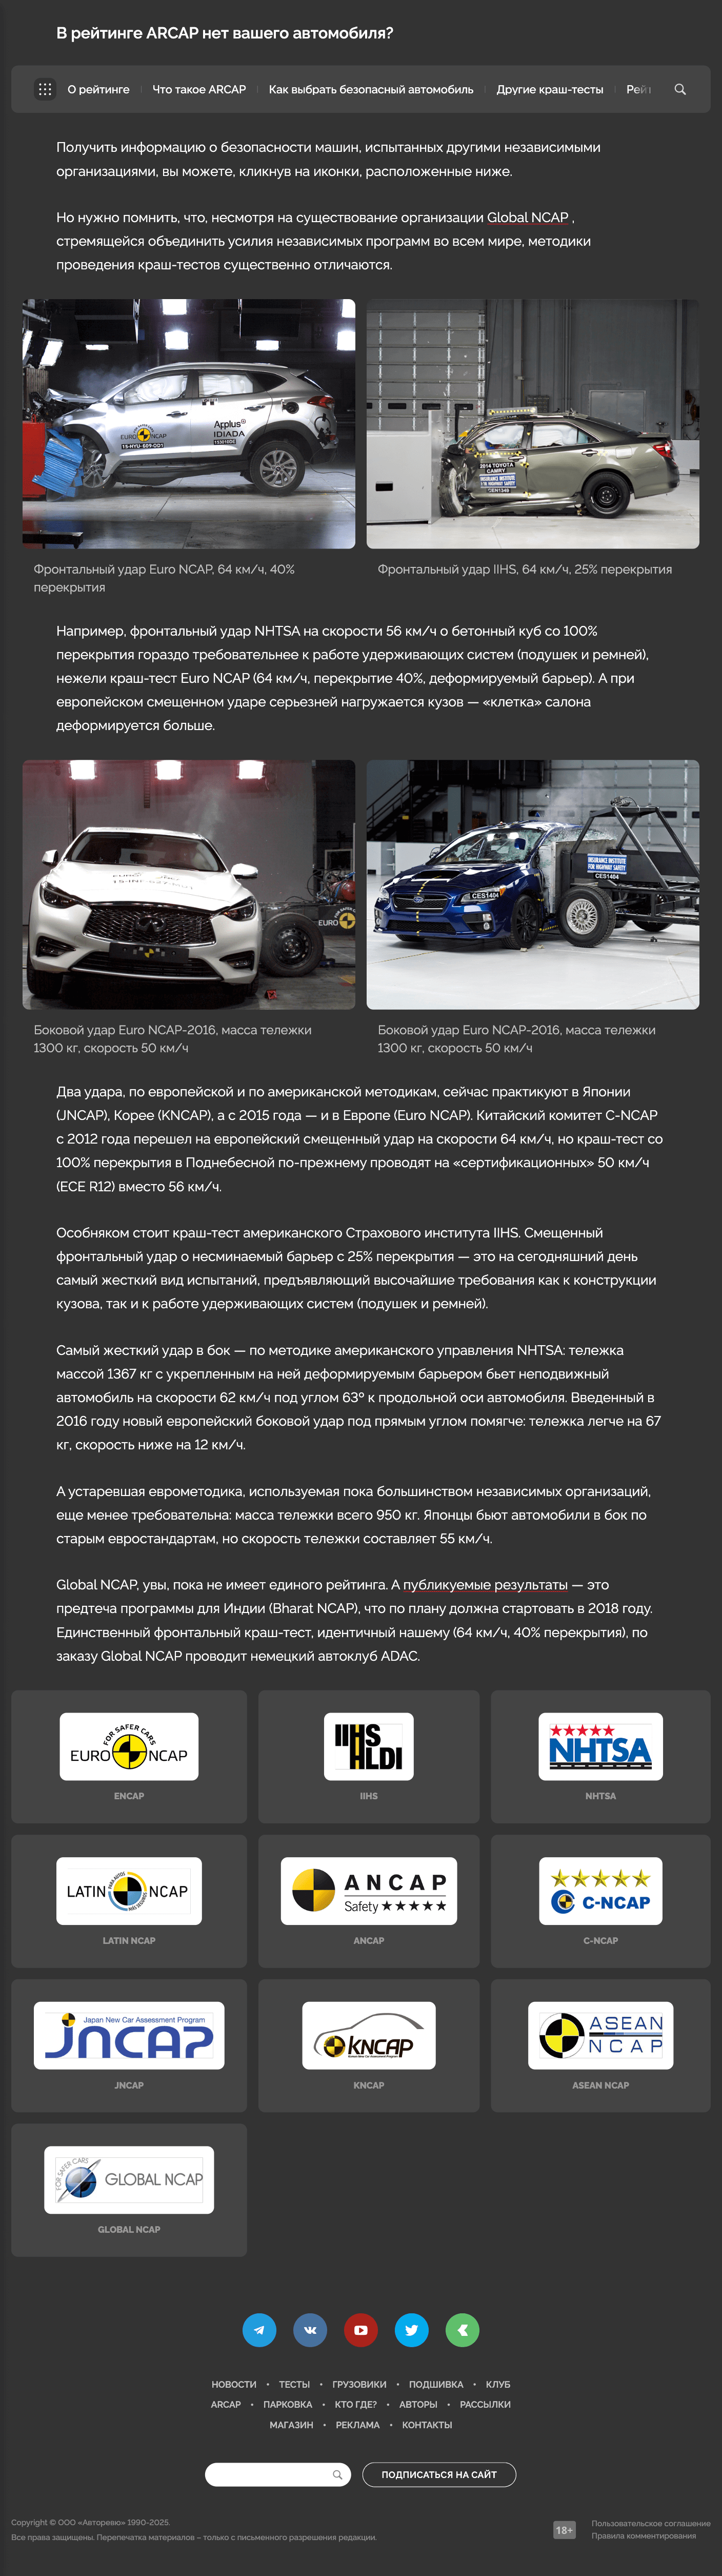 В рейтинге ARCAP нет вашего автомобиля?
О рейтинге
Что такое ARCAP
Как выбрать безопасный автомобиль
Другие краш-тесты
Получить информацию о безопасности машин, испытанных другими независимыми
организациями, вы можете, кликнув на иконки, расположенные ниже.
Но нужно помнить, что, несмотря на существование организации Global NCAP ,
стремящейся объединить усилия независимых программ во всем мире, методики
проведения краш-тестов существенно отличаются.
EURO NCAP
15-HYU-809-OD1
Applus
IDIADA
2014 TOYOTA
CAMRY
INSURANCE INSTITUTE
FOR HIGHWAY SAFETY
CEN1349
Фронтальный удар Euro NCAP, 64 км/ч, 40%
перекрытия
Фронтальный удар IIHS, 64 км/ч, 25% перекрытия
Например, фронтальный удар NHTSA на скорости 56 км/ч о бетонный куб со 100%
перекрытия гораздо требовательнее к работе удерживающих систем (подушек и ремней),
нежели краш-тест Euro NCAP (64 км/ч, перекрытие 40%, деформируемый барьер). А при
европейском смещенном ударе серьезней нагружается кузов — «клетка» салона
деформируется больше.
EURO
INSURANCE INSTITUTE
FOR HIGHWAY SAFETY
CES1404
CES1404
Боковой удар Euro NCAP-2016, масса тележки
1300 кг, скорость 50 км/ч
Боковой удар Euro NCAP-2016, масса тележки
1300 кг, скорость 50 км/ч
Два удара, по европейской и по американской методикам, сейчас практикуют в Японии
(JNCAP), Корее (KNCAP), а с 2015 года — и в Европе (Euro NCAP). Китайский комитет C-NCAP
с 2012 года перешел на европейский смещенный удар на скорости 64 км/ч, но краш-тест со
100% перекрытия в Поднебесной по-прежнему проводят на «сертификационных» 50 км/ч
(ECE R12) вместо 56 км/ч.
Особняком стоит краш-тест американского Страхового института IIHS. Смещенный
фронтальный удар о несминаемый барьер с 25% перекрытия — это на сегодняшний день
самый жесткий вид испытаний, предъявляющий высочайшие требования как к конструкции
кузова, так и к работе удерживающих систем (подушек и ремней).
Самый жесткий удар в бок — по методике американского управления NHTSA: тележка
массой 1367 кг с укрепленным на ней деформируемым барьером бьет неподвижный
автомобиль на скорости 62 км/ч под углом 63º к продольной оси автомобиля. Введенный в
2016 году новый европейский боковой удар под прямым углом помягче: тележка легче на 67
кг, скорость ниже на 12 км/ч.
А устаревшая еврометодика, используемая пока большинством независимых организаций,
еще менее требовательна: масса тележки всего 950 кг. Японцы бьют автомобили в бок по
старым евростандартам, но скорость тележки составляет 55 км/ч.
Global NCAP, увы, пока не имеет единого рейтинга. А публикуемые результаты — это
предтеча программы для Индии (Bharat NCAP), что по плану должна стартовать в 2018 году.
Единственный фронтальный краш-тест, идентичный нашему (64 км/ч, 40% перекрытия), по
заказу Global NCAP проводит немецкий автоклуб ADAC.
FOR SAFER CARS
EURO NCAP
ENCAP
IIHS
HLDI
IIHS
NHTSA
NHTSA
LATIN NCAP
LATIN NCAP
ANCAP
Safety
ANCAP
C-NCAP
C-NCAP
Japan New Car Assessment Program
JNCAP
JNCAP
KNCAP
KNCAP
ASEAN
NCAP
ASEAN NCAP
FOR SAFER CARS
GLOBAL NCAP
GLOBAL NCAP
НОВОСТИ • ТЕСТЫ • ГРУЗОВИКИ • ПОДШИВКА • КЛУБ
ARCAP • ПАРКОВКА • КТО ГДЕ? • АВТОРЫ • РАССЫЛКИ
МАГАЗИН • РЕКЛАМА • КОНТАКТЫ
ПОДПИСАТЬСЯ НА САЙТ
Copyright © ООО «Авторевю» 1990-2025.
Все права защищены. Перепечатка материалов – только с письменного разрешения редакции.
18+
Пользовательское соглашение
Правила комментирования